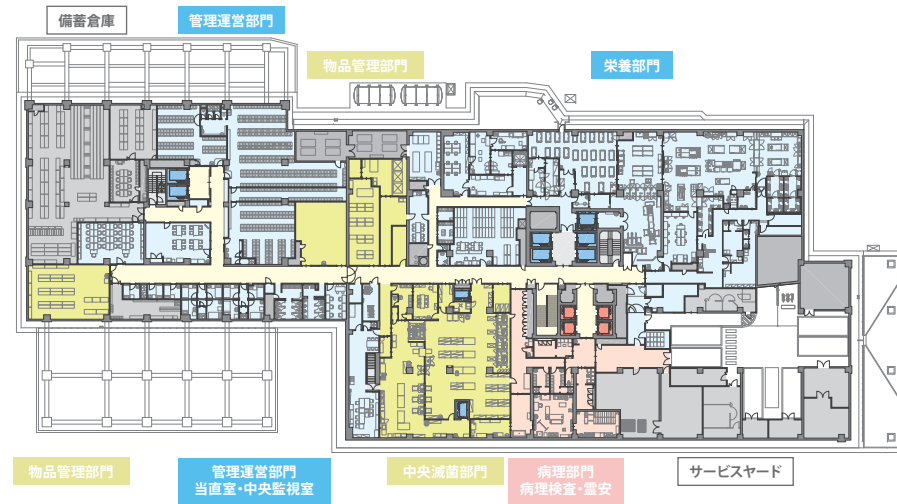 備蓄倉庫
管理運営部門
物品管理部門
栄養部門
物品管理部門
管理運営部門
当直室・中央監視室
中央滅菌部門
病理部門
病理検査・霊安
サービスヤード